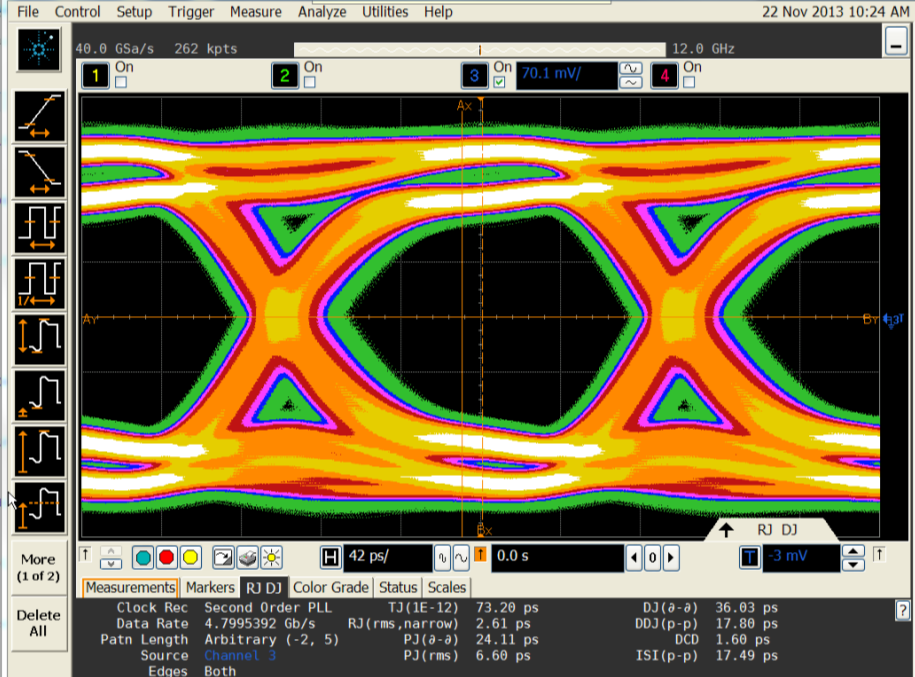 File Control Setup Trigger Measure Analyze Utilities Help 22 Nov 2013 10:24 AM
40.0 GSa/s 262 kpts 12.0 GHz
1 On 2 On 3 On 70.1 mV/ 4 On
Ax
Ay By 3T
Bx
1/
RJ DJ
More
(1 of 2)
H 42 ps/ T 0.0 s 0 T -3 mV
Measurements Markers RJ DJ Color Grade Status Scales
Delete
All
Clock Rec Second Order PLL TJ(1E-12) 73.20 ps DJ(∂-∂) 36.03 ps ?
Data Rate 4.7995392 Gb/s RJ(rms,narrow) 2.61 ps DDJ(p-p) 17.80 ps
Patn Length Arbitrary (-2, 5) PJ(∂-∂) 24.11 ps DCD 1.60 ps
Source Channel 3 PJ(rms) 6.60 ps ISI(p-p) 17.49 ps
Edges Both